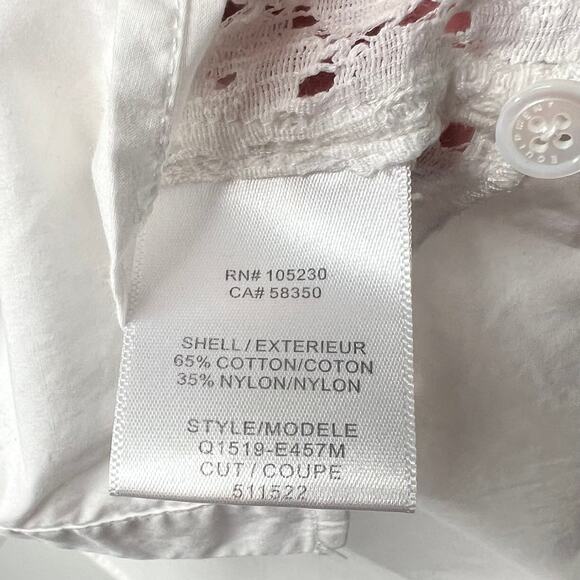 RN# 105230
CA# 58350
SHELL/EXTERIEUR
65% COTTON/COTON
35% NYLON/NYLON
STYLE/MODELE
Q1519-E457M
CUT/COUPE
511522
EQUIPMENT